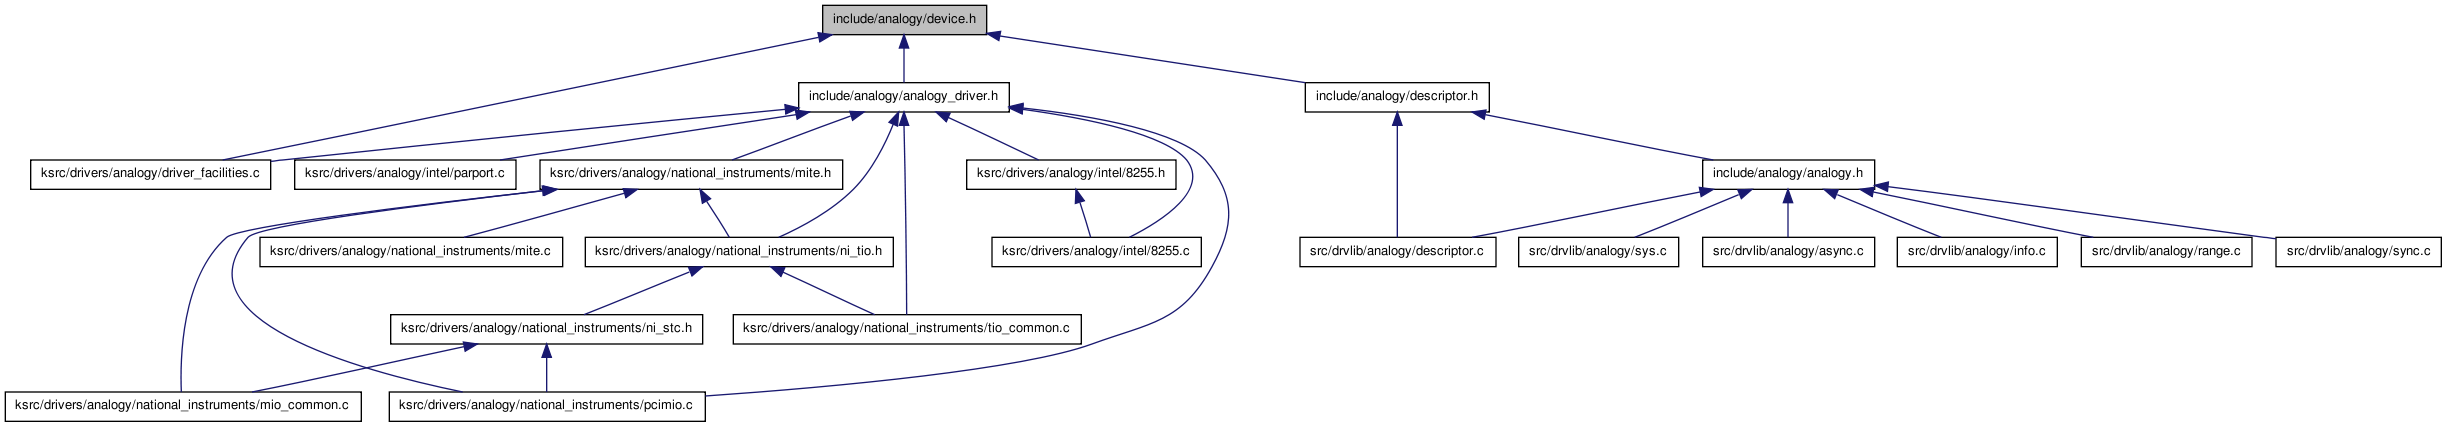 include/analogy/device.h
include/analogy/analogy_driver.h
include/analogy/descriptor.h
ksrc/drivers/analogy/driver_facilities.c
ksrc/drivers/analogy/intel/parport.c
ksrc/drivers/analogy/national_instruments/mite.h
ksrc/drivers/analogy/intel/8255.h
include/analogy/analogy.h
ksrc/drivers/analogy/national_instruments/mite.c
ksrc/drivers/analogy/national_instruments/ni_tio.h
ksrc/drivers/analogy/intel/8255.c
src/drvlib/analogy/descriptor.c
src/drvlib/analogy/sys.c
src/drvlib/analogy/async.c
src/drvlib/analogy/info.c
src/drvlib/analogy/range.c
src/drvlib/analogy/sync.c
ksrc/drivers/analogy/national_instruments/ni_stc.h
ksrc/drivers/analogy/national_instruments/tio_common.c
ksrc/drivers/analogy/national_instruments/mio_common.c
ksrc/drivers/analogy/national_instruments/pcimio.c